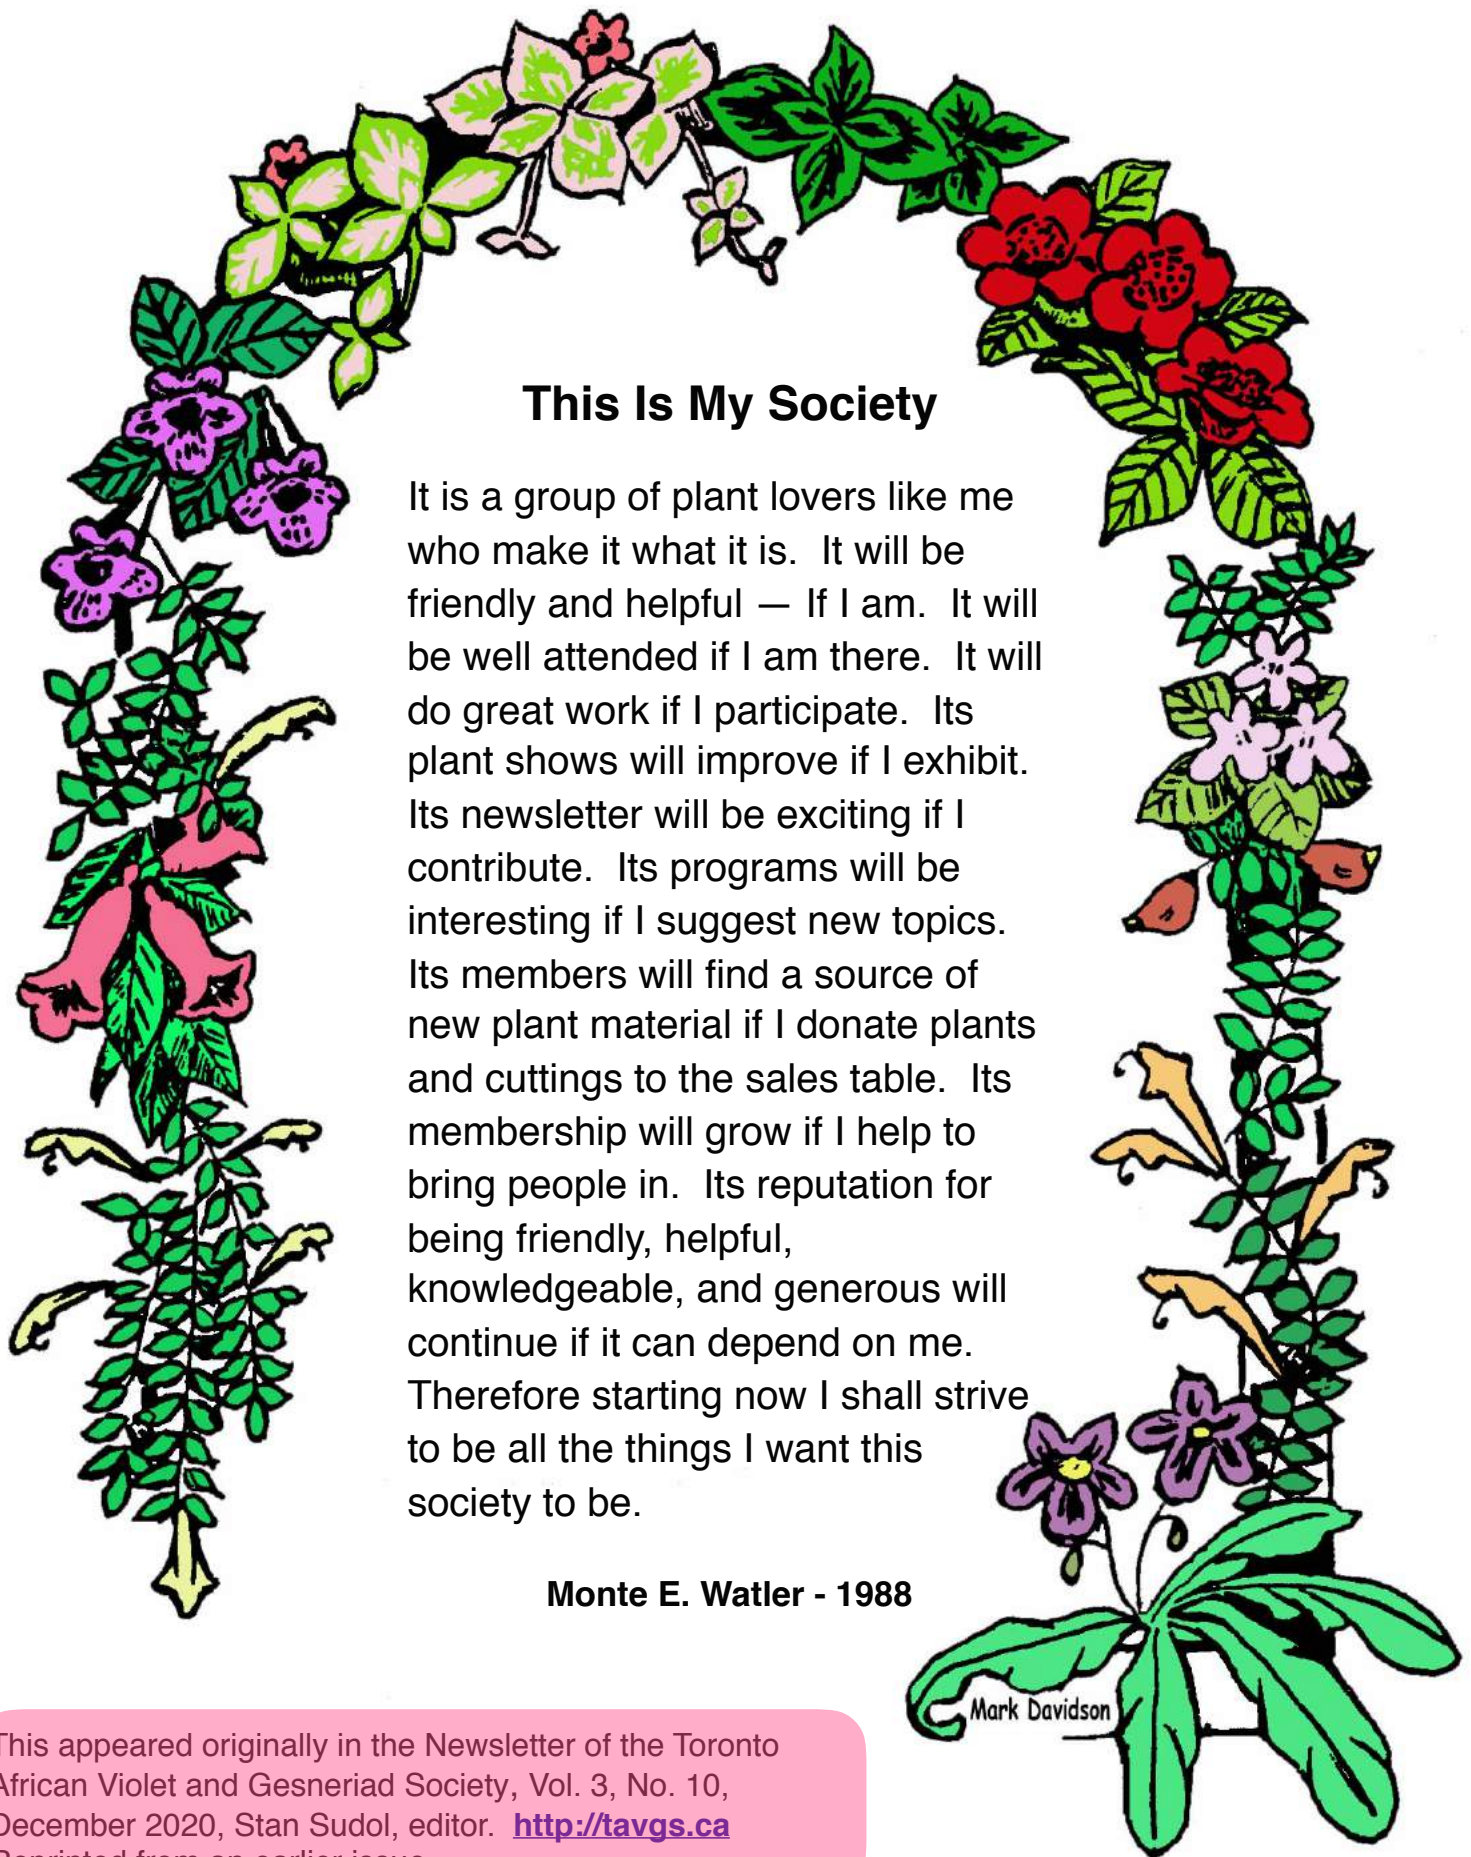 This Is My Society
It is a group of plant lovers like me
who make it what it is.  It will be
friendly and helpful — If I am.  It will
be well attended if I am there.  It will
do great work if I participate.  Its
plant shows will improve if I exhibit.
Its newsletter will be exciting if I
contribute.  Its programs will be
interesting if I suggest new topics.
Its members will find a source of
new plant material if I donate plants
and cuttings to the sales table.  Its
membership will grow if I help to
bring people in.  Its reputation for
being friendly, helpful,
knowledgeable, and generous will
continue if it can depend on me.
Therefore starting now I shall strive
to be all the things I want this
society to be.
Monte E. Watler - 1988
Mark Davidson
This appeared originally in the Newsletter of the Toronto
African Violet and Gesneriad Society, Vol. 3, No. 10,
December 2020, Stan Sudol, editor.  http://tavgs.ca
Reprinted from an earlier issue